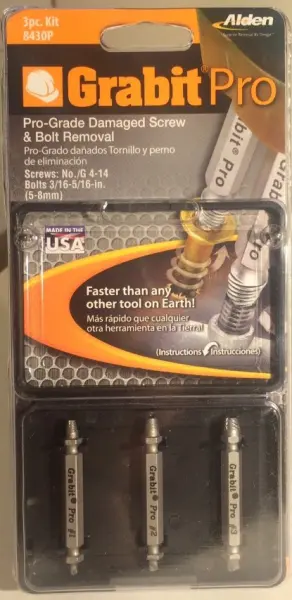 3pc. Kit
8430P
Alden
Grabit® Pro
Pro-Grade Damaged Screw
& Bolt Removal
Pro-Grado dañados Tornillo y perno
de eliminación
Screws: No./G 4-14
Bolts 3/16-5/16-in.
(5-8mm)
Grabit® Pro
MADE IN THE
USA
Faster than any
other tool on Earth!
Más rápido que cualquier
otra herramienta en la Tierra!
(Instructions Instrucciones)
Grabit® Pro #1
Grabit® Pro #2
Grabit® Pro #3